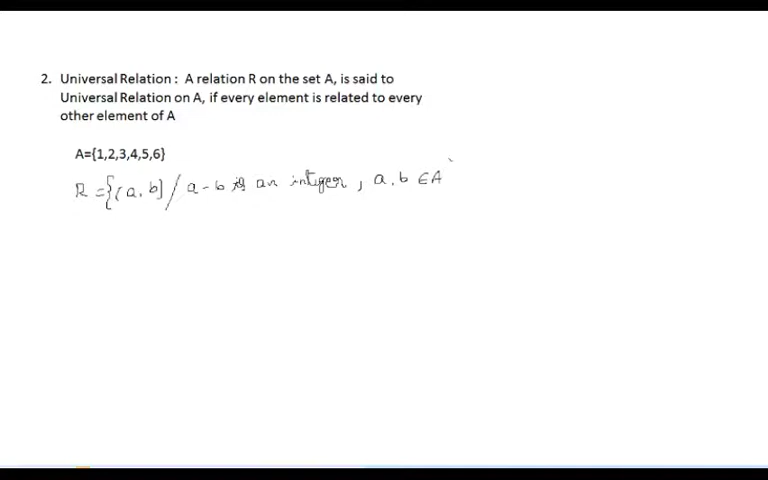 2. Universal Relation : A relation R on the set A, is said to
Universal Relation on A, if every element is related to every
other element of A
A={1,2,3,4,5,6}
R ={(a, b) / a-b is an integer, a, b ∈A